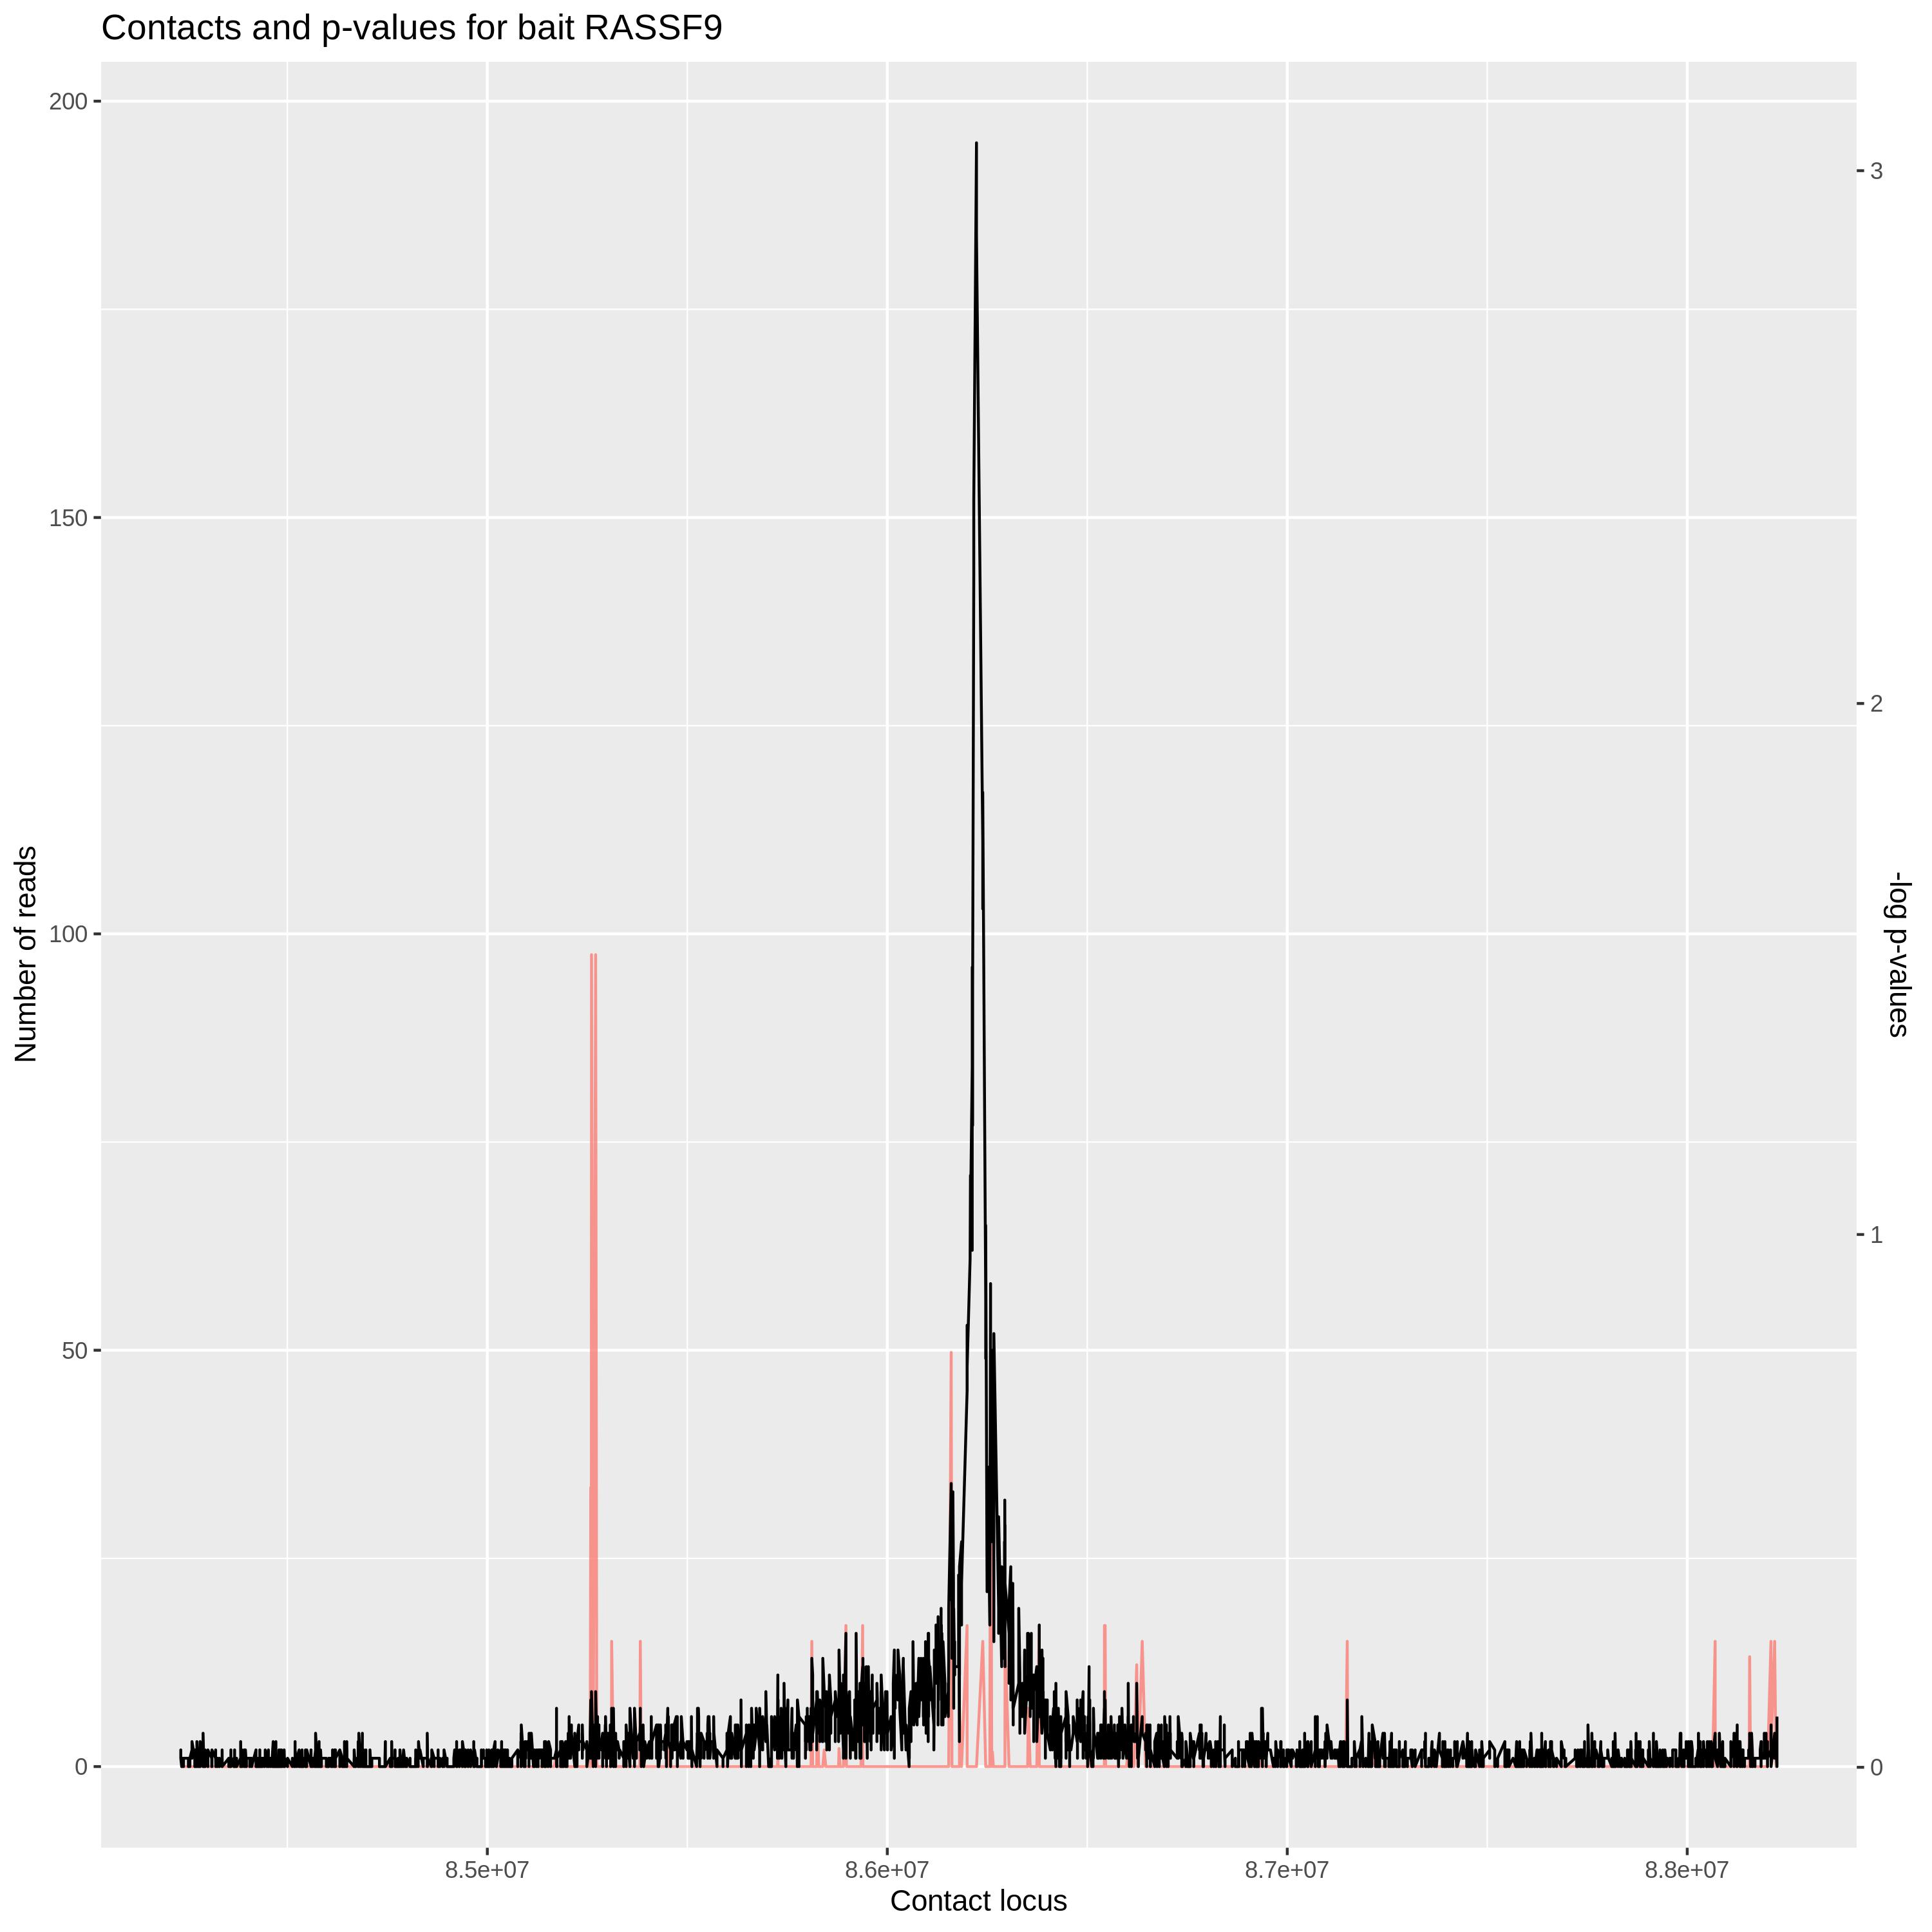 Contacts and p-values for bait RASSF9
200
150
100
50
0
Number of reads
3
2
1
0
-log p-values
8.5e+07
8.6e+07
8.7e+07
8.8e+07
Contact locus